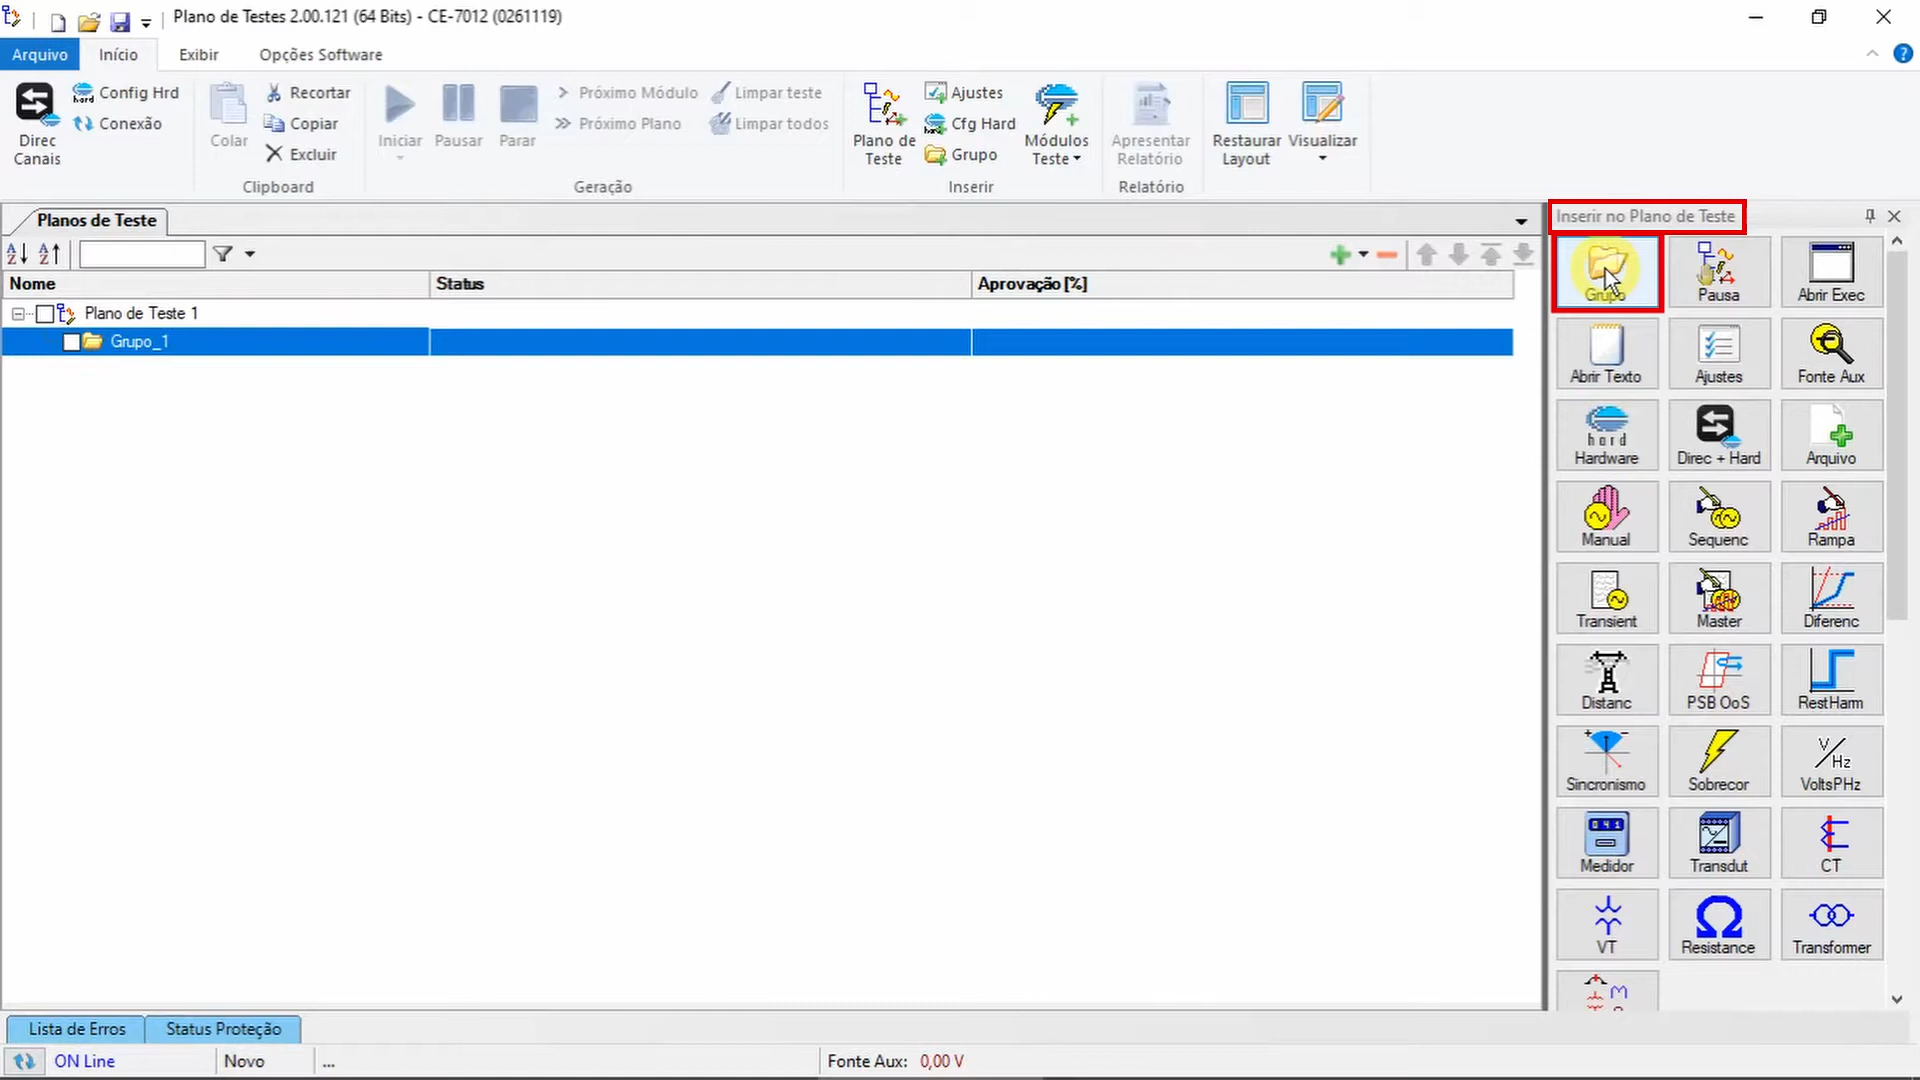 Plano de Testes 2.00.121 (64 Bits) - CE-7012 (0261119)
Arquivo Início Exibir Opções Software
Direc Canais
Config Hrd
Conexão
Colar
Recortar
Copiar
Excluir
Clipboard
Iniciar Pausar Parar
Próximo Módulo
Próximo Plano
Limpar teste
Limpar todos
Geração
Plano de Teste
Ajustes
Cfg Hard
Grupo
Módulos Teste
Inserir
Apresentar Relatório
Relatório
Restaurar Layout
Visualizar
Planos de Teste
Nome Status Aprovação [%]
Plano de Teste 1
Grupo_1
Inserir no Plano de Teste
Grupo Pausa Abrir Exec
Abrir Texto Ajustes Fonte Aux
hard
Hardware Direc + Hard Arquivo
Manual Sequenc Rampa
Transient Master Diferenc
Distanc PSB OoS RestHarm
V/Hz
Sincronismo Sobrecor VoltsPHz
Medidor Transdut CT
VT Resistance Transformer
Lista de Erros Status Proteção
ON Line Novo ... Fonte Aux: 0,00 V